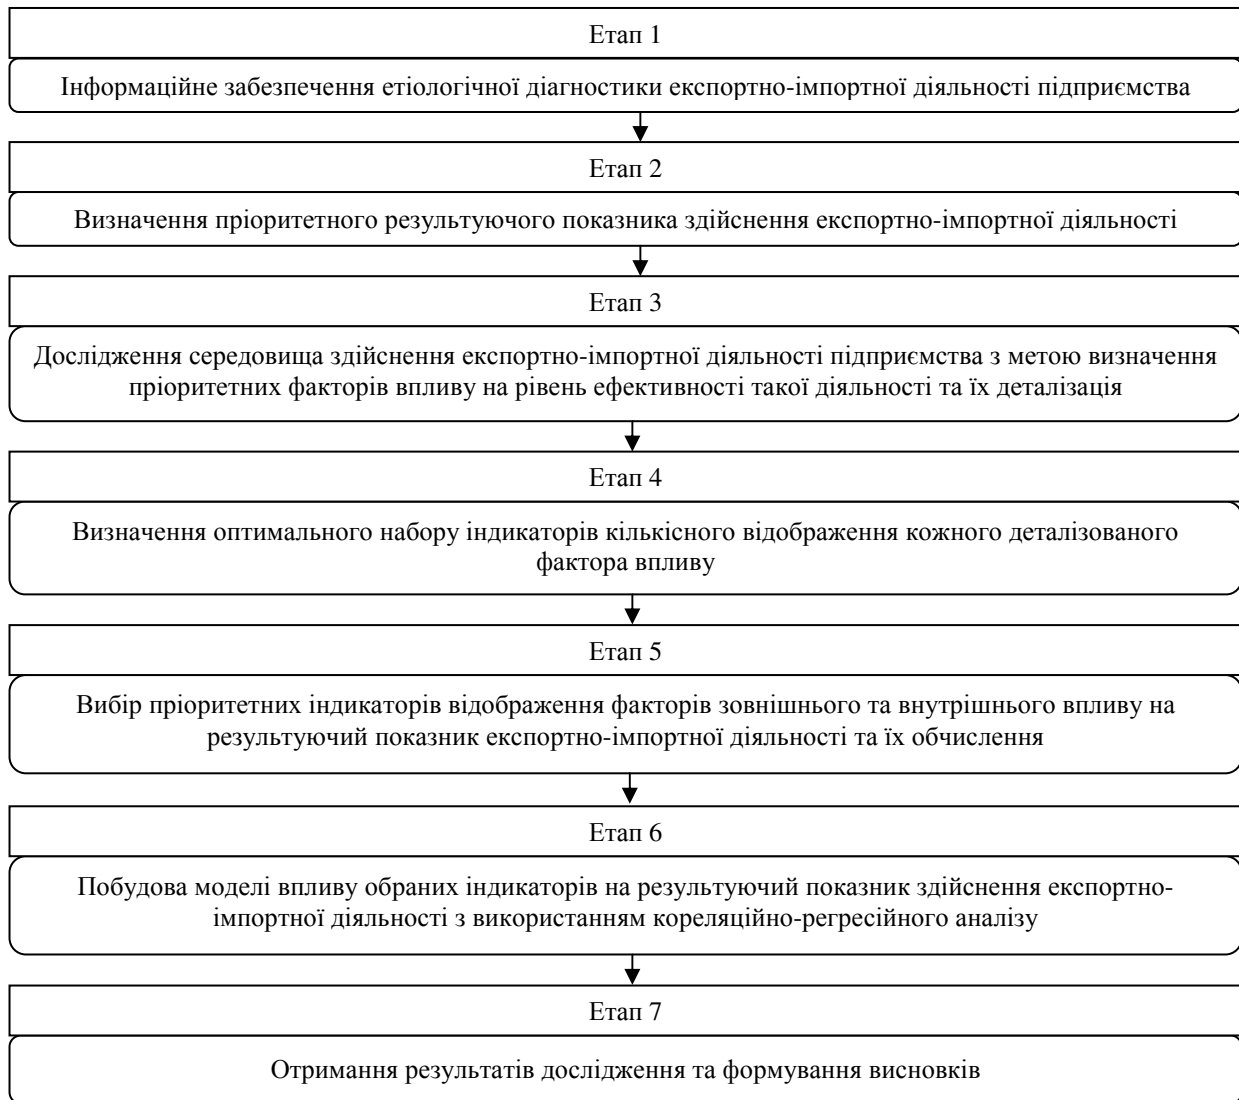 Етап 1
Інформаційне забезпечення етіологічної діагностики експортно-імпортної діяльності підприємства
Етап 2
Визначення пріоритетного результуючого показника здійснення експортно-імпортної діяльності
Етап 3
Дослідження середовища здійснення експортно-імпортної діяльності підприємства з метою визначення
пріоритетних факторів впливу на рівень ефективності такої діяльності та їх деталізація
Етап 4
Визначення оптимального набору індикаторів кількісного відображення кожного деталізованого
фактора впливу
Етап 5
Вибір пріоритетних індикаторів відображення факторів зовнішнього та внутрішнього впливу на
результуючий показник експортно-імпортної діяльності та їх обчислення
Етап 6
Побудова моделі впливу обраних індикаторів на результуючий показник здійснення експортно-
імпортної діяльності з використанням кореляційно-регресійного аналізу
Етап 7
Отримання результатів дослідження та формування висновків